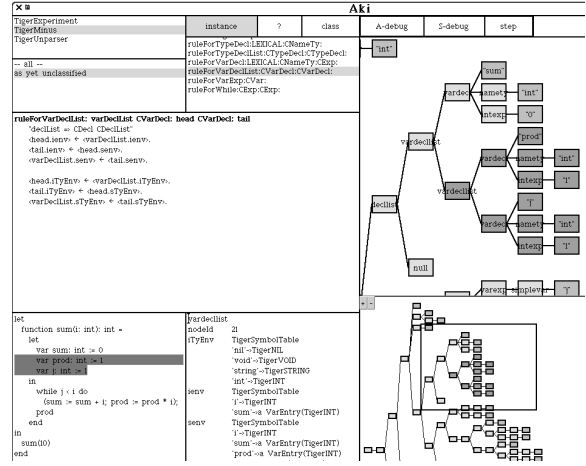 Aki
TigerExperiment
TigerMinus
TigerUnparser
-- all --
as yet unclassified
instance
?
class
A-debug
S-debug
step
ruleForTypeDecl:LEXICAL:CNameTy:
ruleForTypeDeclList:CTypeDecl:CTypeDecl:
ruleForVarDecl:LEXICAL:CNameTy:CExp:
ruleForVarDeclList:CVarDecl:CVarDecl:
ruleForVarExp:CVar:
ruleForWhile:CExp:CExp:
ruleForVarDeclList: varDeclList CVarDecl: head CVarDecl: tail
"declList => CDecl CDeclList"
<head.ienv> ← <varDeclList.ienv>.
<tail.ienv> ← <head.senv>.
<varDeclList.senv> ← <tail.senv>.
<head.iTyEnv> ← <varDeclList.iTyEnv>.
<tail.iTyEnv> ← <head.sTyEnv>.
<varDeclList.sTyEnv> ← <tail.sTyEnv>.
"int"
"sum"
vardecl
namety
"int"
intexp
"0"
"prod"
vardecllist
vardecl
namety
"int"
intexp
"1"
vardecllist
"j"
decllist
vardecl
namety
"int"
intexp
"1"
null
varexp
simplevar
"j"
+ -
let
function sum(i: int): int =
let
var sum: int := 0
var prod: int := 1
var j: int := 1
in
while j < i do
(sum := sum + i; prod := prod * i);
prod
end
in
sum(10)
end
vardecllist
nodeId 21
iTyEnv TigerSymbolTable
'nil'->TigerNIL
'void'->TigerVOID
'string'->TigerSTRING
'int'->TigerINT
ienv TigerSymbolTable
'i'->TigerINT
'sum'->a VarEntry(TigerINT)
senv TigerSymbolTable
'i'->TigerINT
'sum'->a VarEntry(TigerINT)
'prod'->a VarEntry(TigerINT)